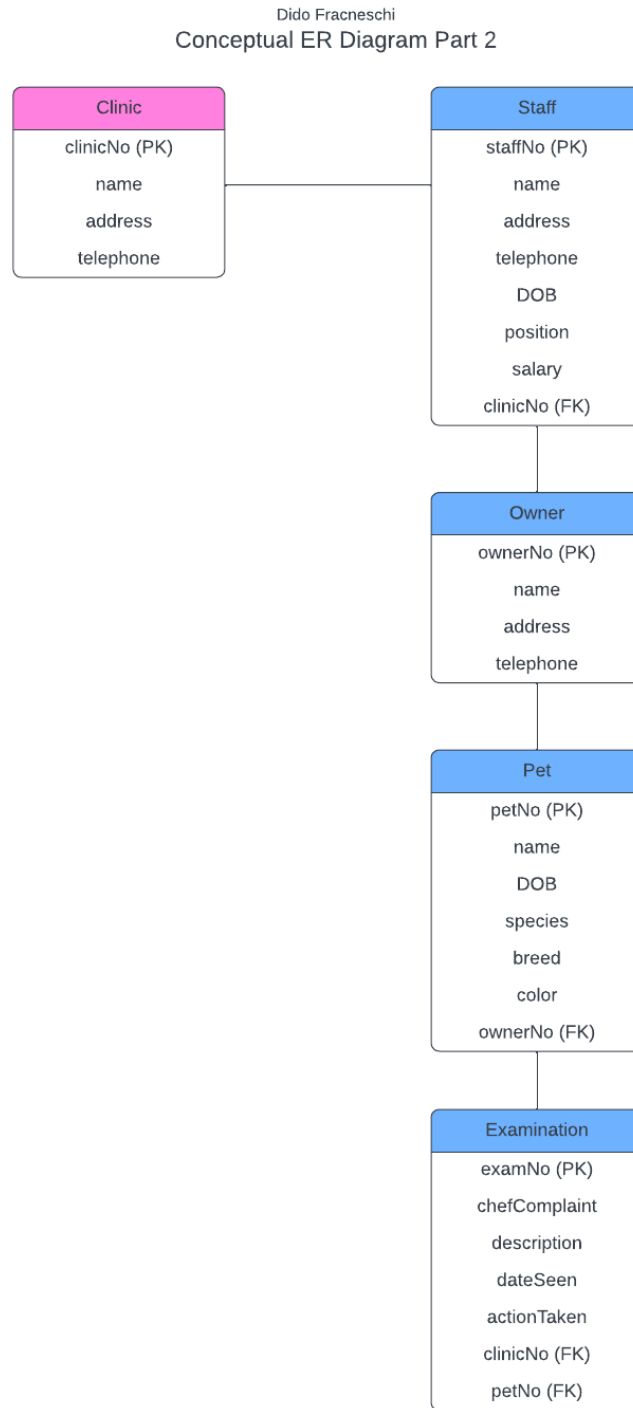 Dido Fracneschi
Conceptual ER Diagram Part 2
Clinic
clinicNo (PK)
name
address
telephone
Staff
staffNo (PK)
name
address
telephone
DOB
position
salary
clinicNo (FK)
Owner
ownerNo (PK)
name
address
telephone
Pet
petNo (PK)
name
DOB
species
breed
color
ownerNo (FK)
Examination
examNo (PK)
chefComplaint
description
dateSeen
actionTaken
clinicNo (FK)
petNo (FK)